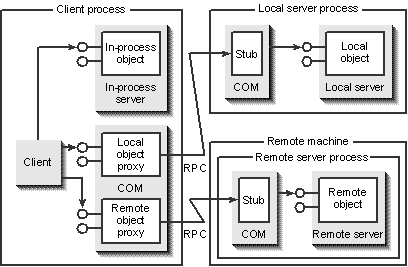 Client process
In-process
object
In-process
server
Client
Local
object
proxy
COM
Remote
object
proxy
RPC
RPC
Local server process
Stub
COM
Local
object
Local server
Remote machine
Remote server process
Stub
COM
Remote
object
Remote server